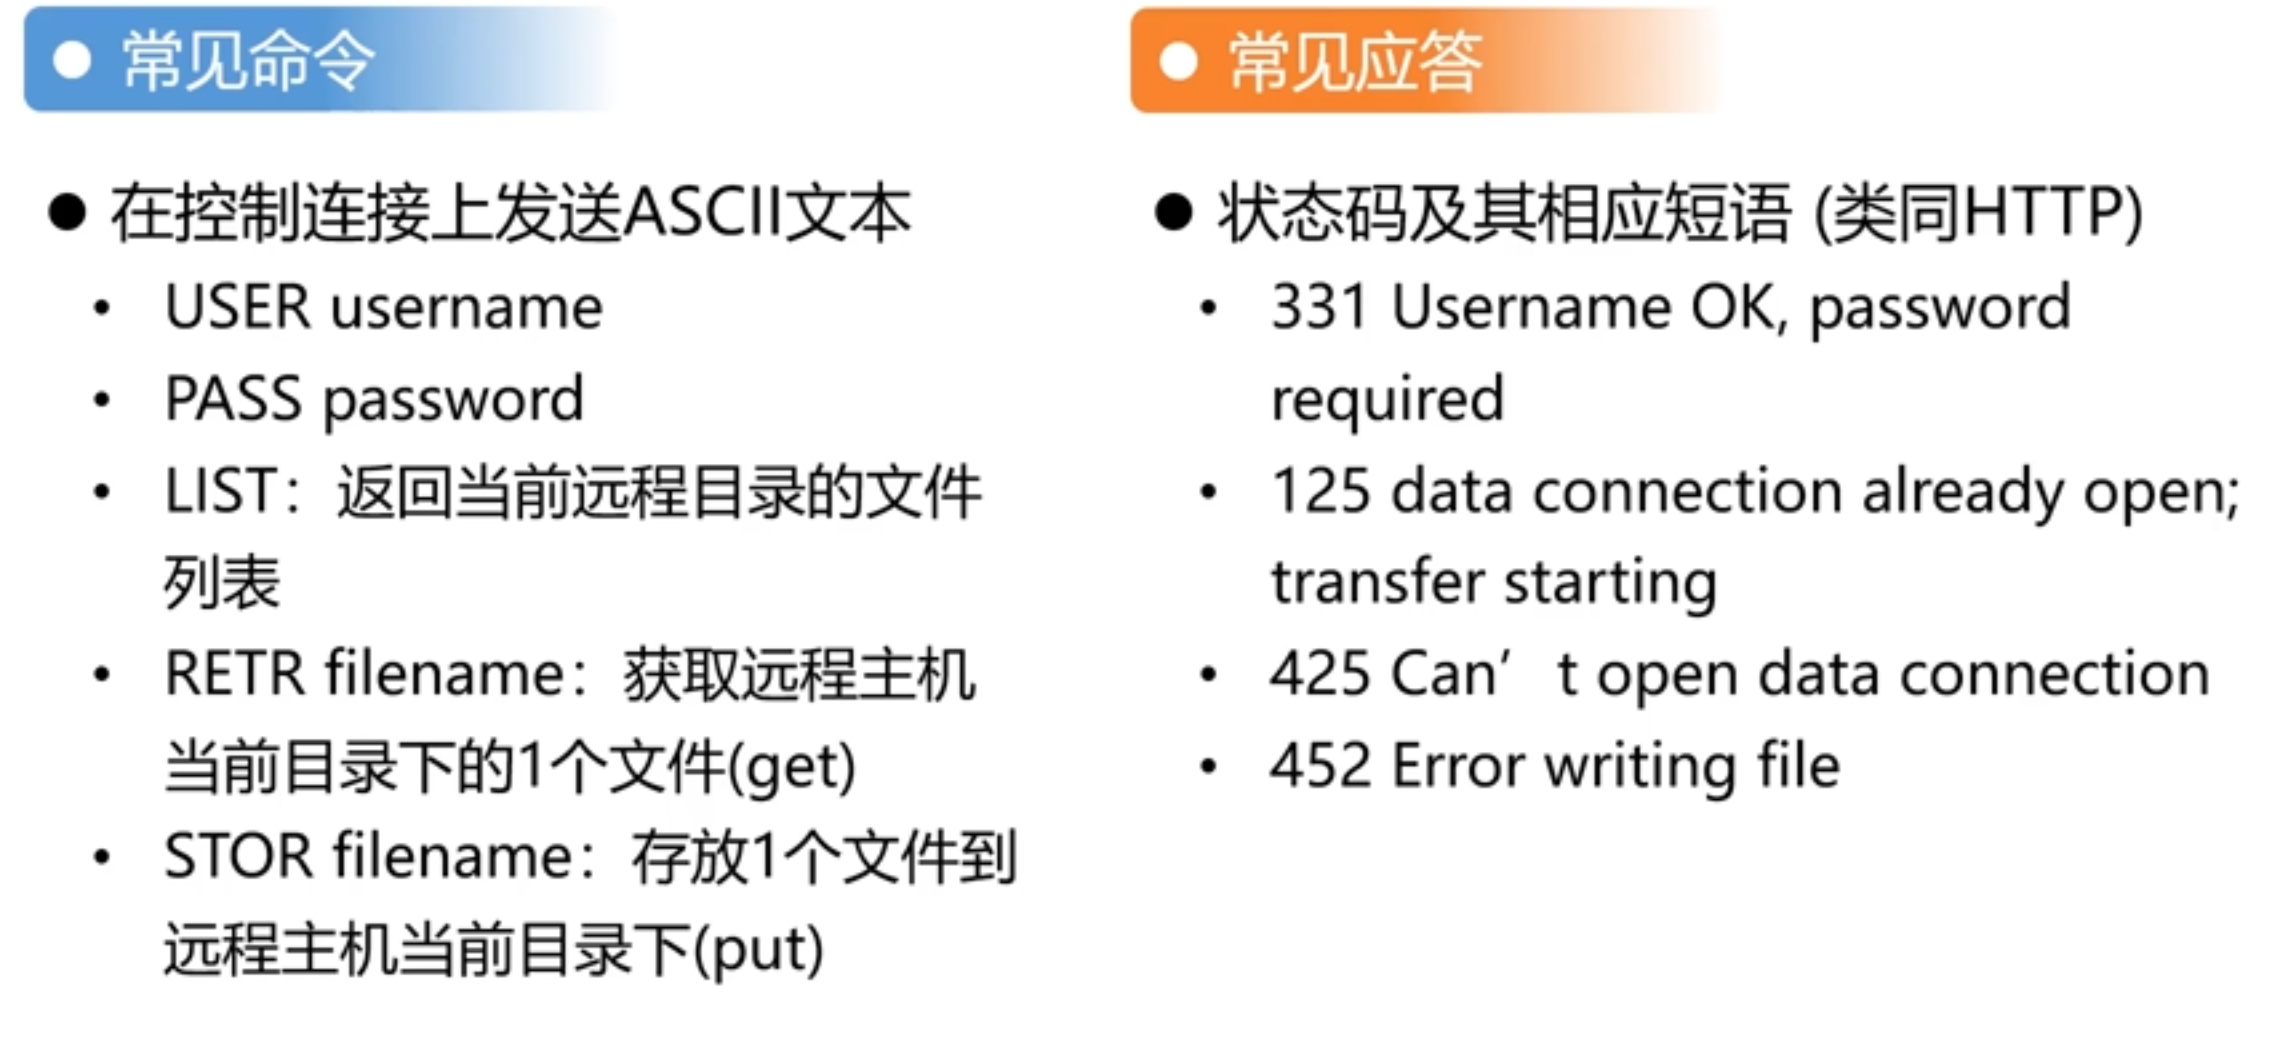 常见命令
在控制连接上发送ASCII文本
USER username
PASS password
LIST：返回当前远程目录的文件
列表
RETR filename：获取远程主机
当前目录下的1个文件(get)
STOR filename：存放1个文件到
远程主机当前目录下(put)
常见应答
状态码及其相应短语 (类同HTTP)
331 Username OK, password
required
125 data connection already open;
transfer starting
425 Can’t open data connection
452 Error writing file